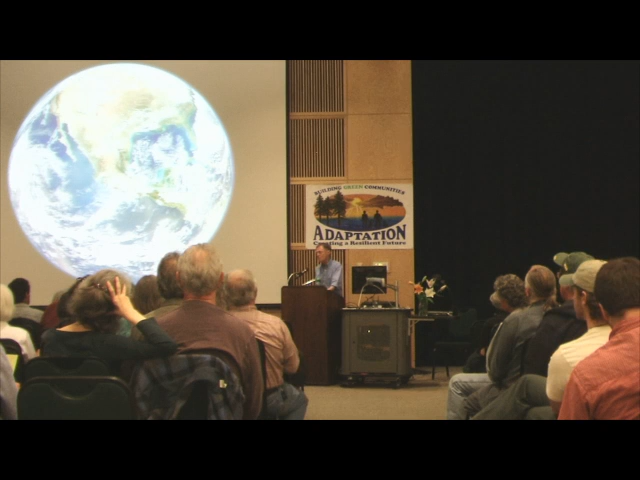 BUILDING GREEN COMMUNITIES
ADAPTATION
Creating a Resilient Future